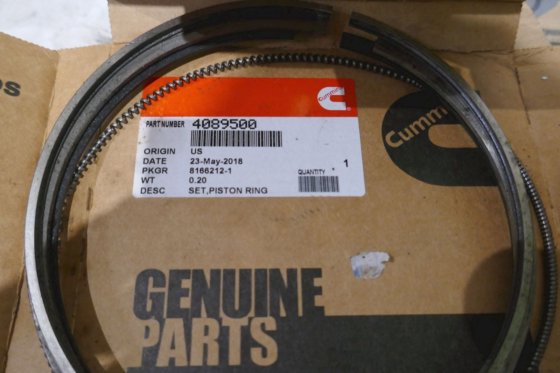 os
Cummins
PART NUMBER 4089500
ORIGIN US
DATE 23-May-2018
PKGR 8166212-1
QUANTITY 1
WT 0.20
DESC SET,PISTON RING
Cummins
GENUINE
PARTS